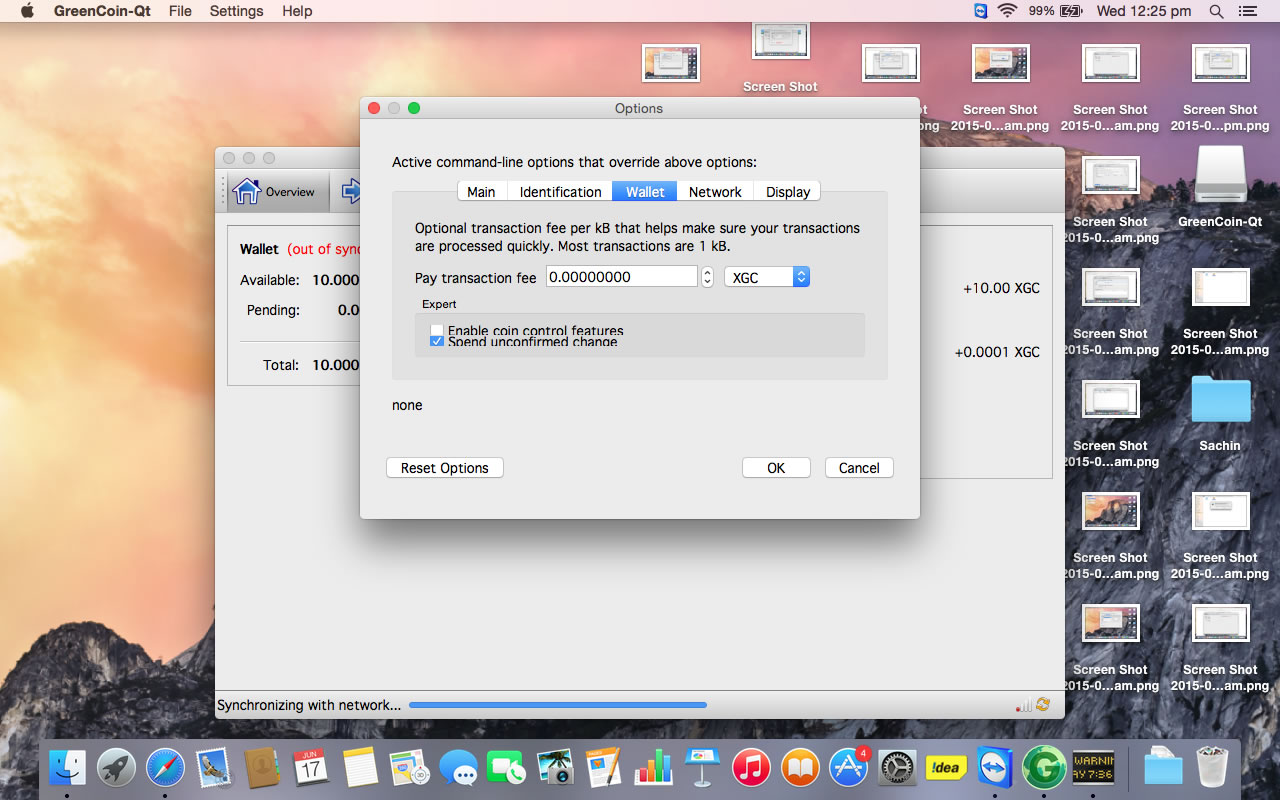 GreenCoin-Qt File Settings Help 99% Wed 12:25 pm
Screen Shot
Screen Shot
2015-0...am.png
Screen Shot
2015-0...am.png
Screen Shot
2015-0...pm.png
Options
Active command-line options that override above options:
Main Identification Wallet Network Display
Optional transaction fee per kB that helps make sure your transactions
are processed quickly. Most transactions are 1 kB.
Pay transaction fee 0.00000000 XGC
Expert
Enable coin control features
Spend unconfirmed change
none
Reset Options OK Cancel
Overview
Wallet (out of sync
Available: 10.000
Pending: 0.0
Total: 10.000
+10.00 XGC
+0.0001 XGC
Synchronizing with network...
Screen Shot
2015-0...am.png
GreenCoin-Qt
Screen Shot
2015-0...am.png
Screen Shot
2015-0...am.png
Screen Shot
2015-0...am.png
Sachin
Screen Shot
2015-0...am.png
Screen Shot
2015-0...am.png
Screen Shot
2015-0...am.png
Screen Shot
2015-0...am.png
JUN
17
4
!dea
WARNIN
AY 7:36